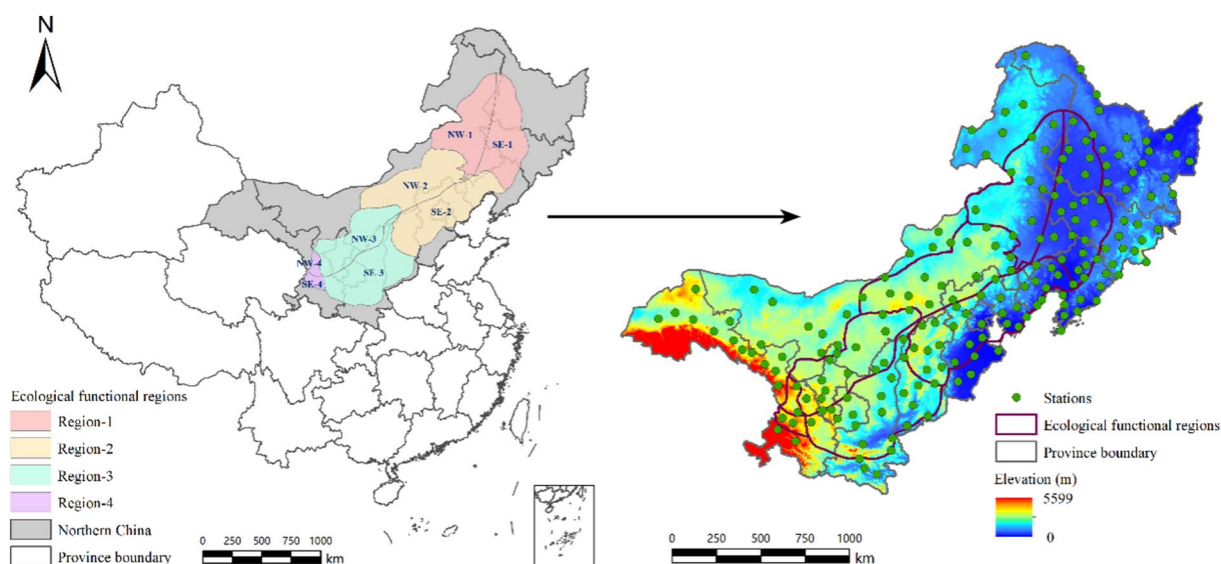 N
NW-1
SE-1
NW-2
SE-2
NW-3
SE-3
NW-4
SE-4
Ecological functional regions
Region-1
Region-2
Region-3
Region-4
Northern China
Province boundary
0 250 500 750 1000
km
Stations
Ecological functional regions
Province boundary
Elevation (m)
5599
0
0 250 500 750 1000
km